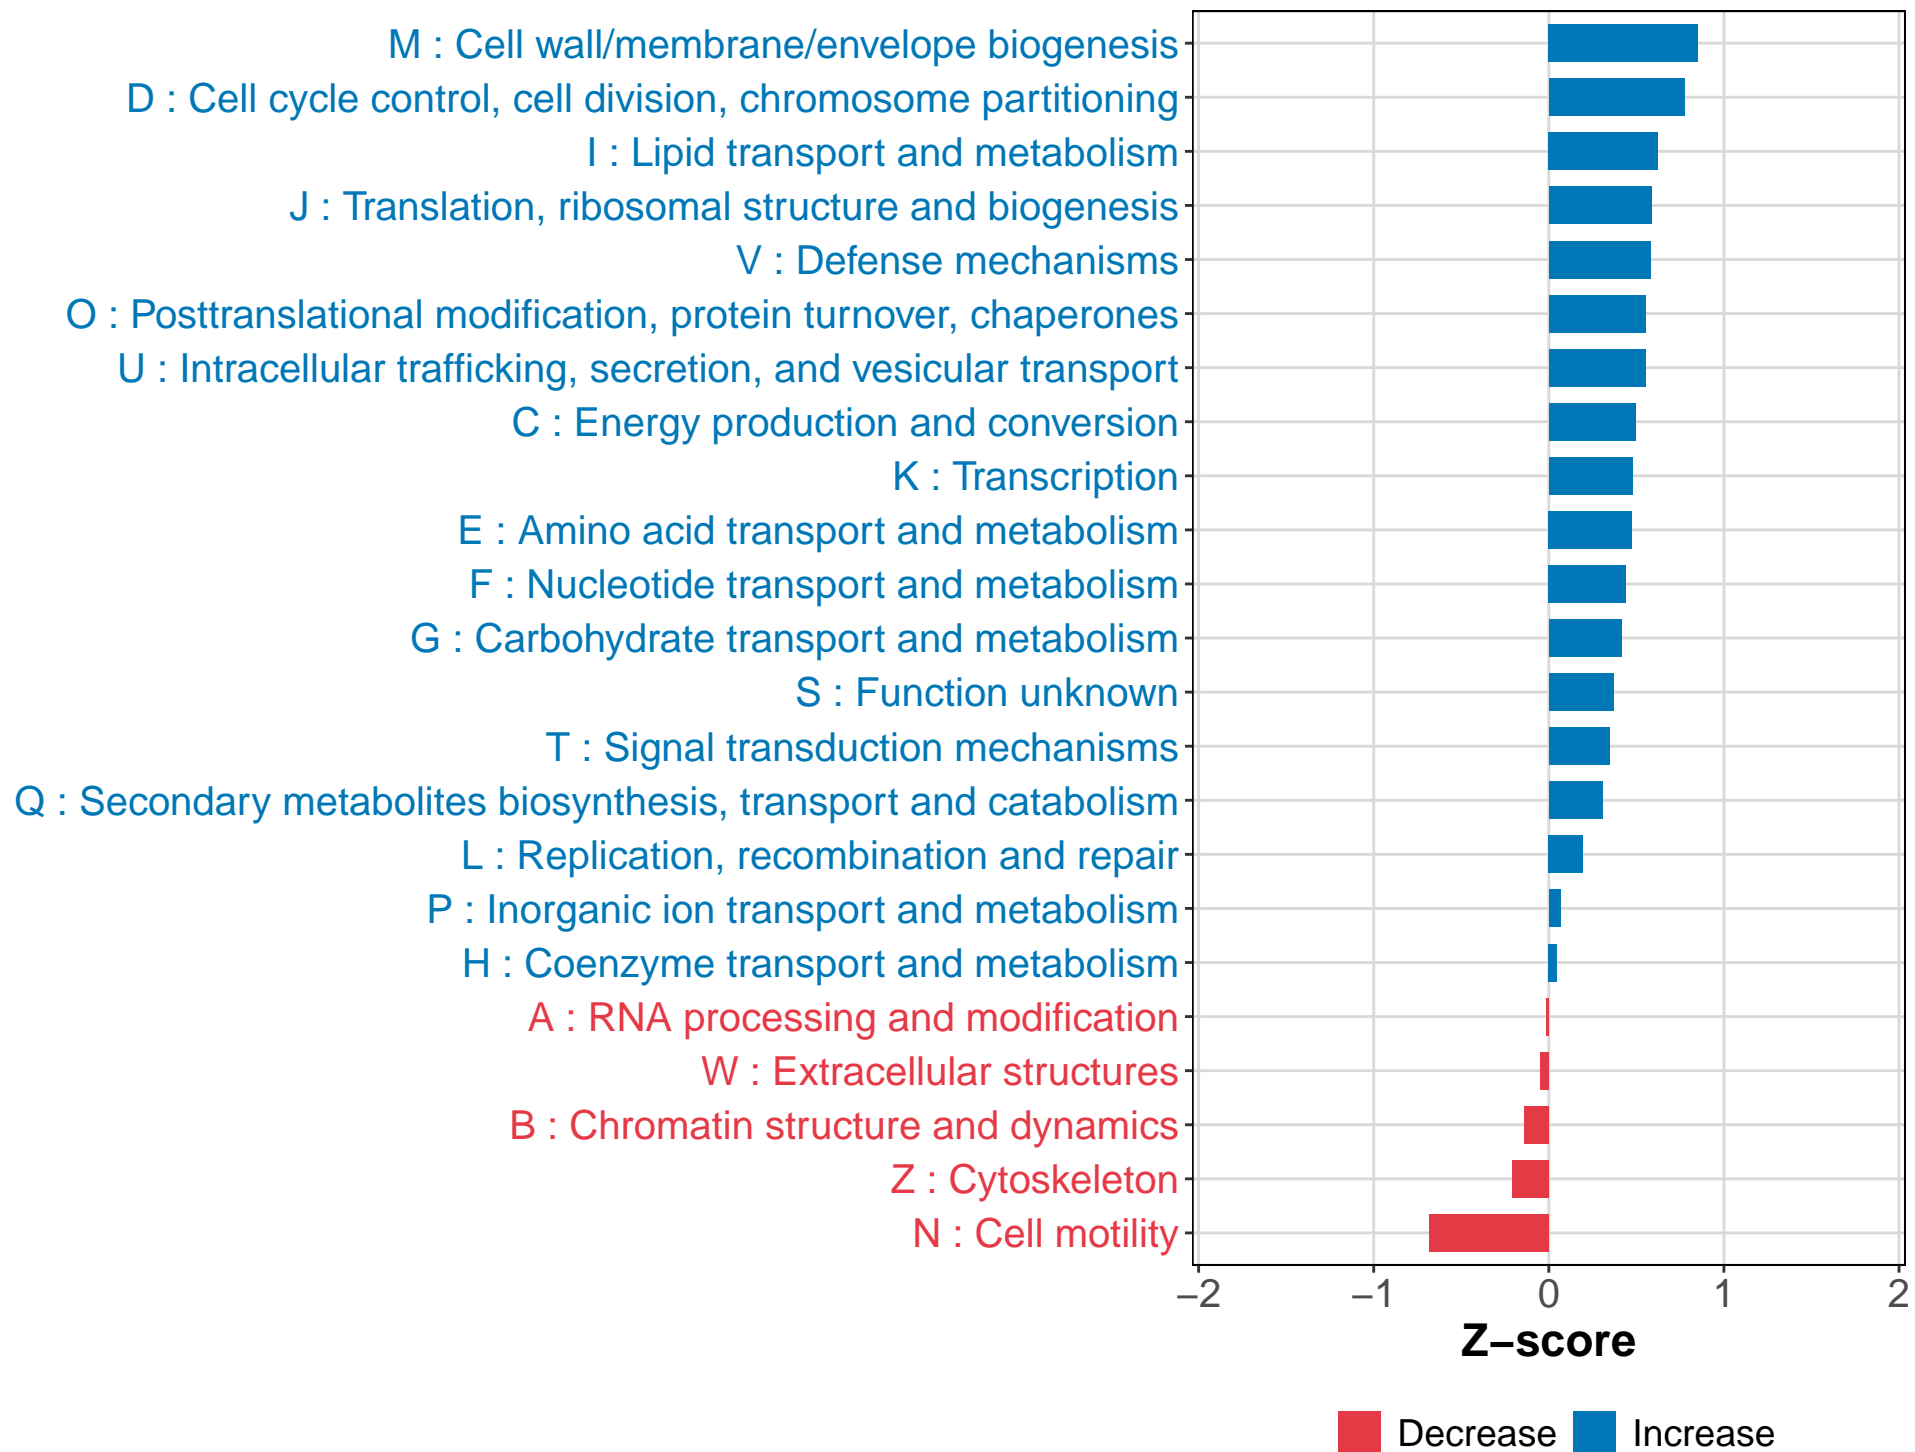 M : Cell wall/membrane/envelope biogenesis
D : Cell cycle control, cell division, chromosome partitioning
I : Lipid transport and metabolism
J : Translation, ribosomal structure and biogenesis
V : Defense mechanisms
O : Posttranslational modification, protein turnover, chaperones
U : Intracellular trafficking, secretion, and vesicular transport
C : Energy production and conversion
K : Transcription
E : Amino acid transport and metabolism
F : Nucleotide transport and metabolism
G : Carbohydrate transport and metabolism
S : Function unknown
T : Signal transduction mechanisms
Q : Secondary metabolites biosynthesis, transport and catabolism
L : Replication, recombination and repair
P : Inorganic ion transport and metabolism
H : Coenzyme transport and metabolism
A : RNA processing and modification
W : Extracellular structures
B : Chromatin structure and dynamics
Z : Cytoskeleton
N : Cell motility
−2 −1 0 1 2
Z−score
Decrease Increase